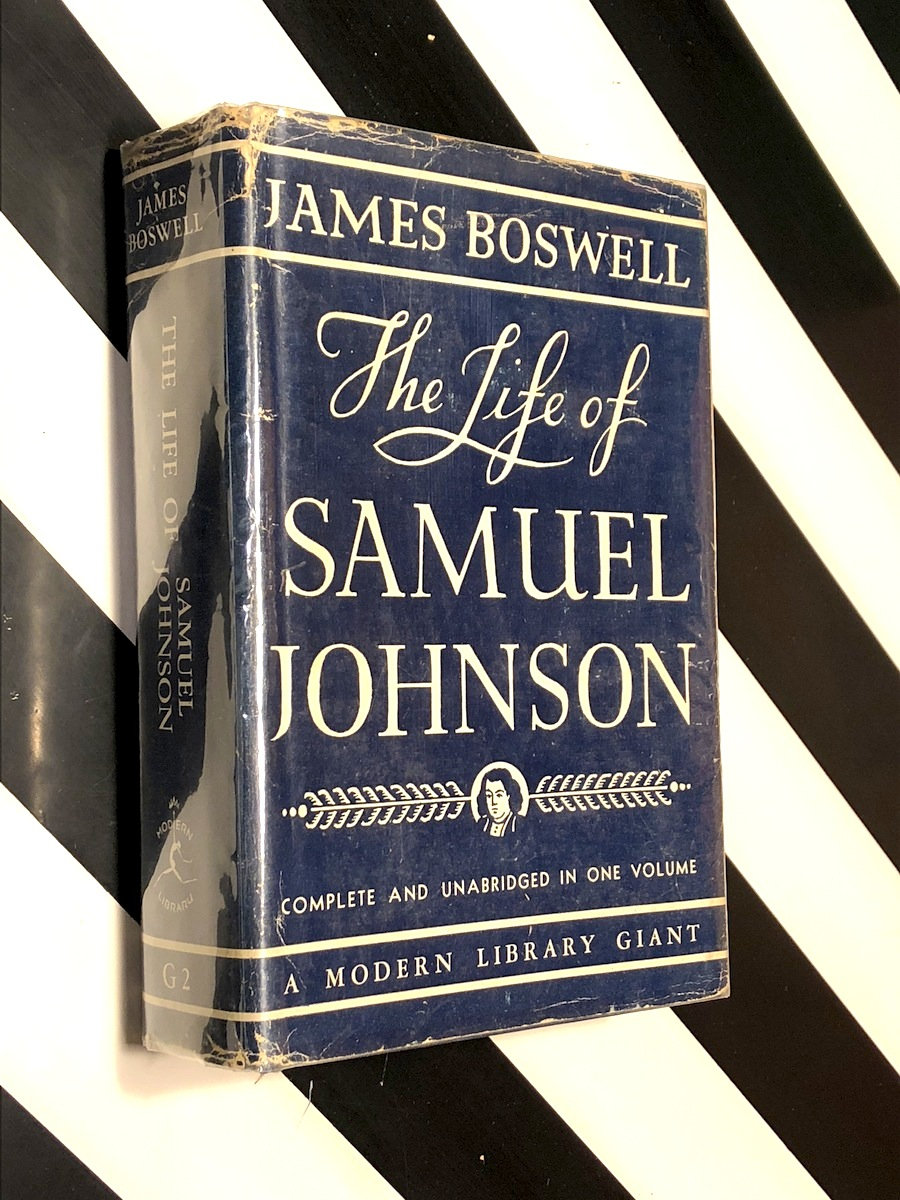 JAMES
BOSWELL
THE LIFE OF
SAMUEL
JOHNSON
MODERN
LIBRARY
G2
JAMES BOSWELL
The Life of
SAMUEL
JOHNSON
COMPLETE AND UNABRIDGED IN ONE VOLUME
A MODERN LIBRARY GIANT